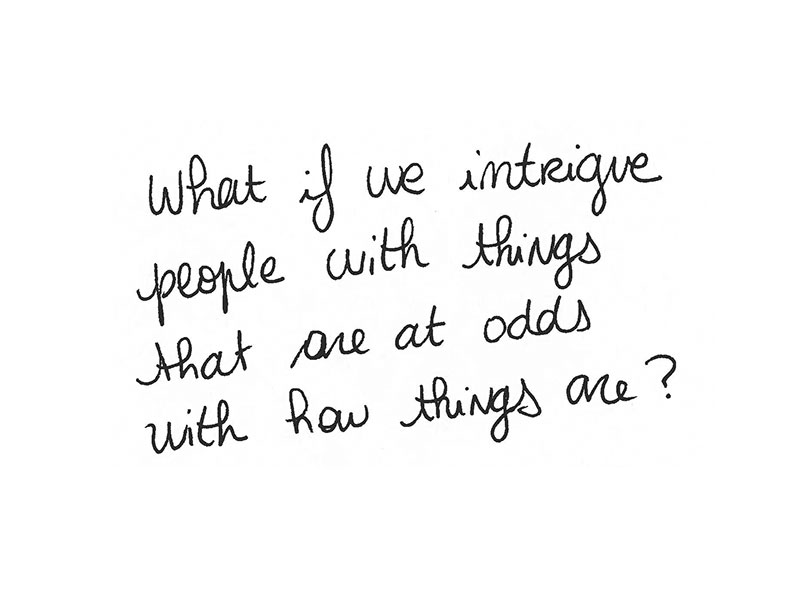 What if we intrigue
people with things
that are at odds
with how things are?